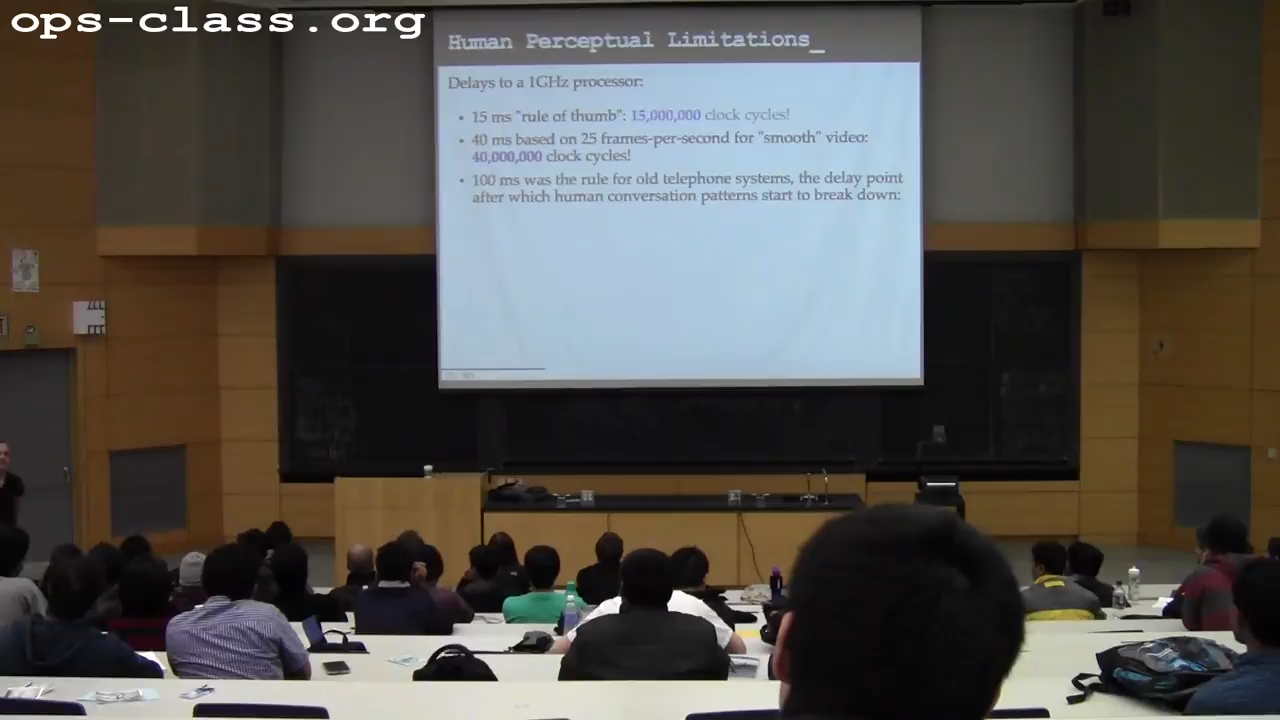 ops-class.org
Human Perceptual Limitations_
Delays to a 1GHz processor:
• 15 ms "rule of thumb": 15,000,000 clock cycles!
• 40 ms based on 25 frames-per-second for "smooth" video:
40,000,000 clock cycles!
• 100 ms was the rule for old telephone systems, the delay point
after which human conversation patterns start to break down: